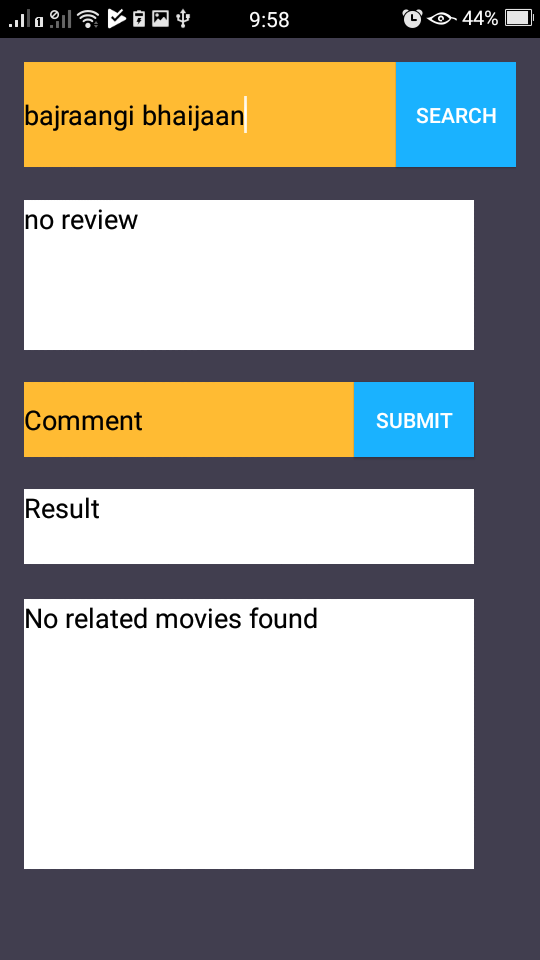 9:58
44%
bajraangi bhaijaan
SEARCH
no review
Comment
SUBMIT
Result
No related movies found